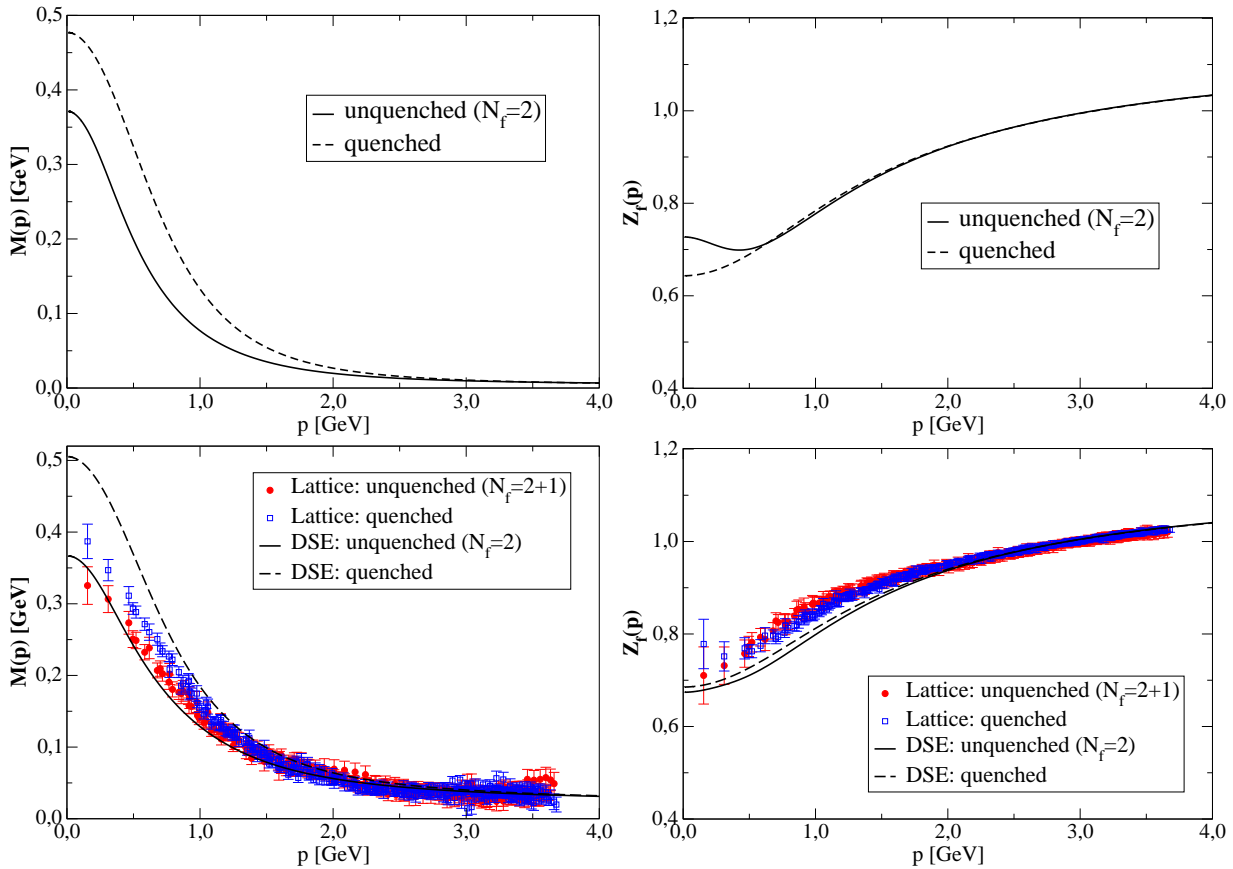 0,5
0,4
0,3
0,2
0,1
0,0
M(p) [GeV]
unquenched (N_f=2)
quenched
0,0 1,0 2,0 3,0 4,0
p [GeV]
1,2
1,0
0,8
0,6
0,4
Z_f(p)
unquenched (N_f=2)
quenched
0,0 1,0 2,0 3,0 4,0
p [GeV]
0,5
0,4
0,3
0,2
0,1
0,0
M(p) [GeV]
Lattice: unquenched (N_f=2+1)
Lattice: quenched
DSE: unquenched (N_f=2)
DSE: quenched
0,0 1,0 2,0 3,0 4,0
p [GeV]
1,2
1,0
0,8
0,6
0,4
Z_f(p)
Lattice: unquenched (N_f=2+1)
Lattice: quenched
DSE: unquenched (N_f=2)
DSE: quenched
0,0 1,0 2,0 3,0 4,0
p [GeV]